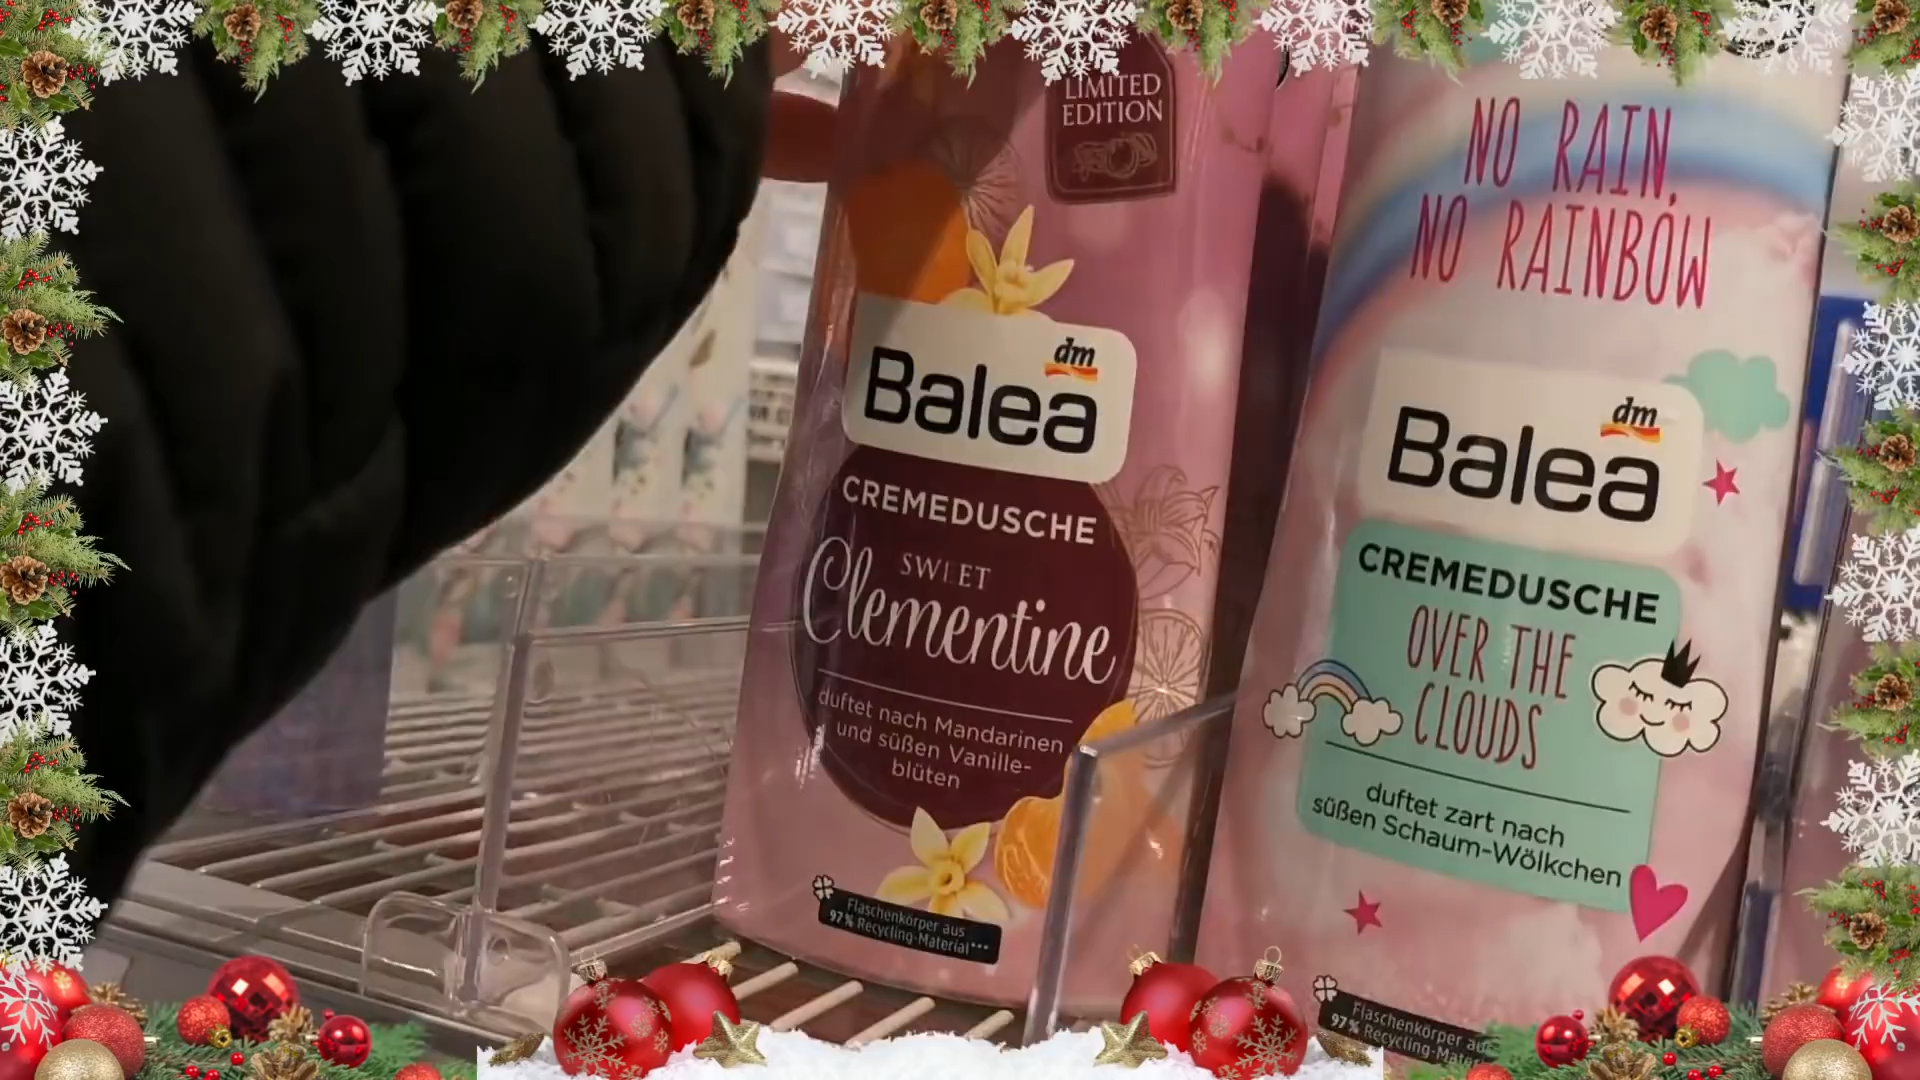 LIMITED
EDITION
dm
Balea
CREMEDUSCHE
SWEET
Clementine
duftet nach Mandarinen
und süßen Vanille-
blüten
Flaschenkörper aus
97% Recycling-Material***
NO RAIN,
NO RAINBOW
dm
Balea
CREMEDUSCHE
OVER THE
CLOUDS
duftet zart nach
süßen Schaum-Wölkchen
Flaschenkörper aus
97% Recycling-Mater